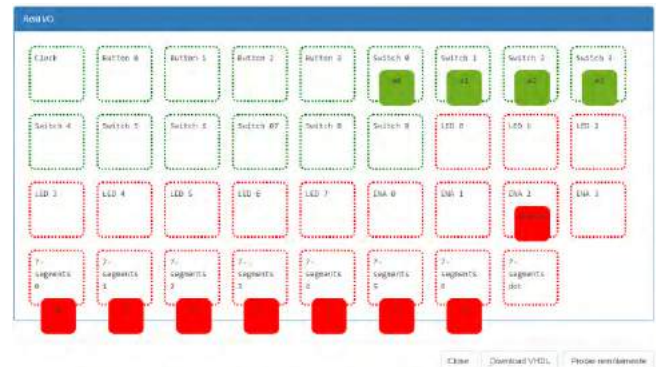 Add I/O
Clock
Button 0
Button 1
Button 2
Button 3
Switch 0
Switch 1
Switch 2
Switch 3
Switch 4
Switch 5
Switch 6
Switch 07
Switch 8
Switch 9
LED 0
LED 1
LED 2
LED 3
LED 4
LED 5
LED 6
LED 7
ENA 0
ENA 1
ENA 2
ENA 3
7-
segments
0
7-
segments
1
7-
segments
2
7-
segments
3
7-
segments
4
7-
segments
5
7-
segments
6
7-
segments
dot
Close
Download VHDL